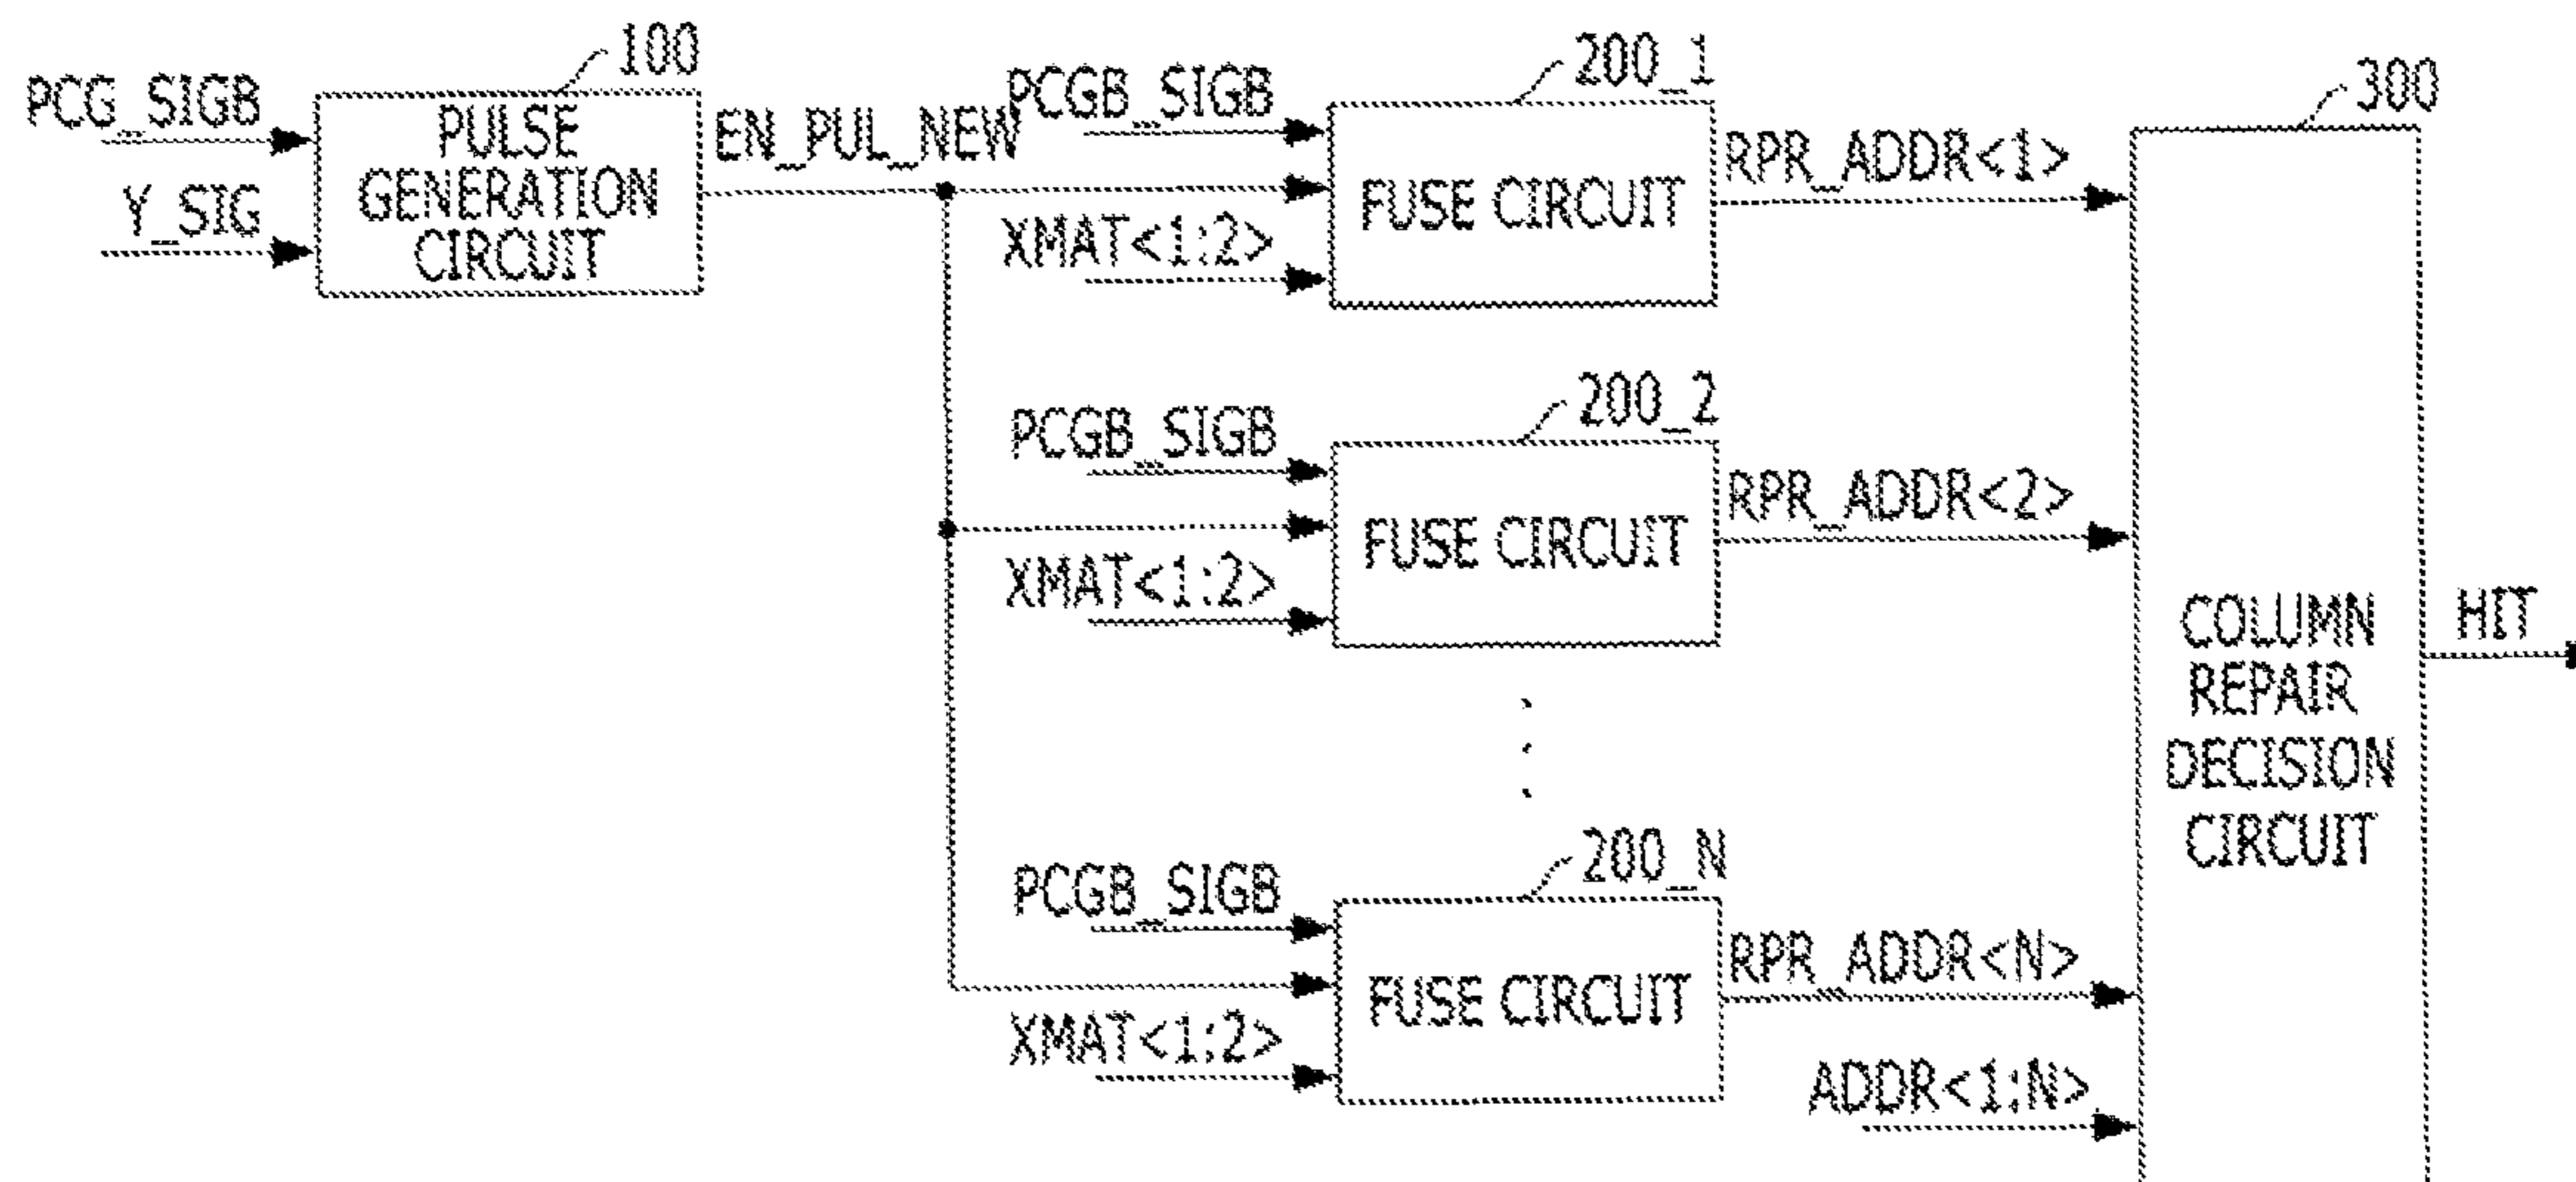 100
PCG_SIGB
Y_SIG
PULSE
GENERATION
CIRCUIT
EN_PUL_NEW
PCGB_SIGB
XMAT<1:2>
200_1
FUSE CIRCUIT
RPR_ADDR<1>
300
PCGB_SIGB
XMAT<1:2>
200_2
FUSE CIRCUIT
RPR_ADDR<2>
COLUMN
REPAIR
DECISION
CIRCUIT
HIT
PCGB_SIGB
XMAT<1:2>
200_N
FUSE CIRCUIT
RPR_ADDR<N>
ADDR<1:N>